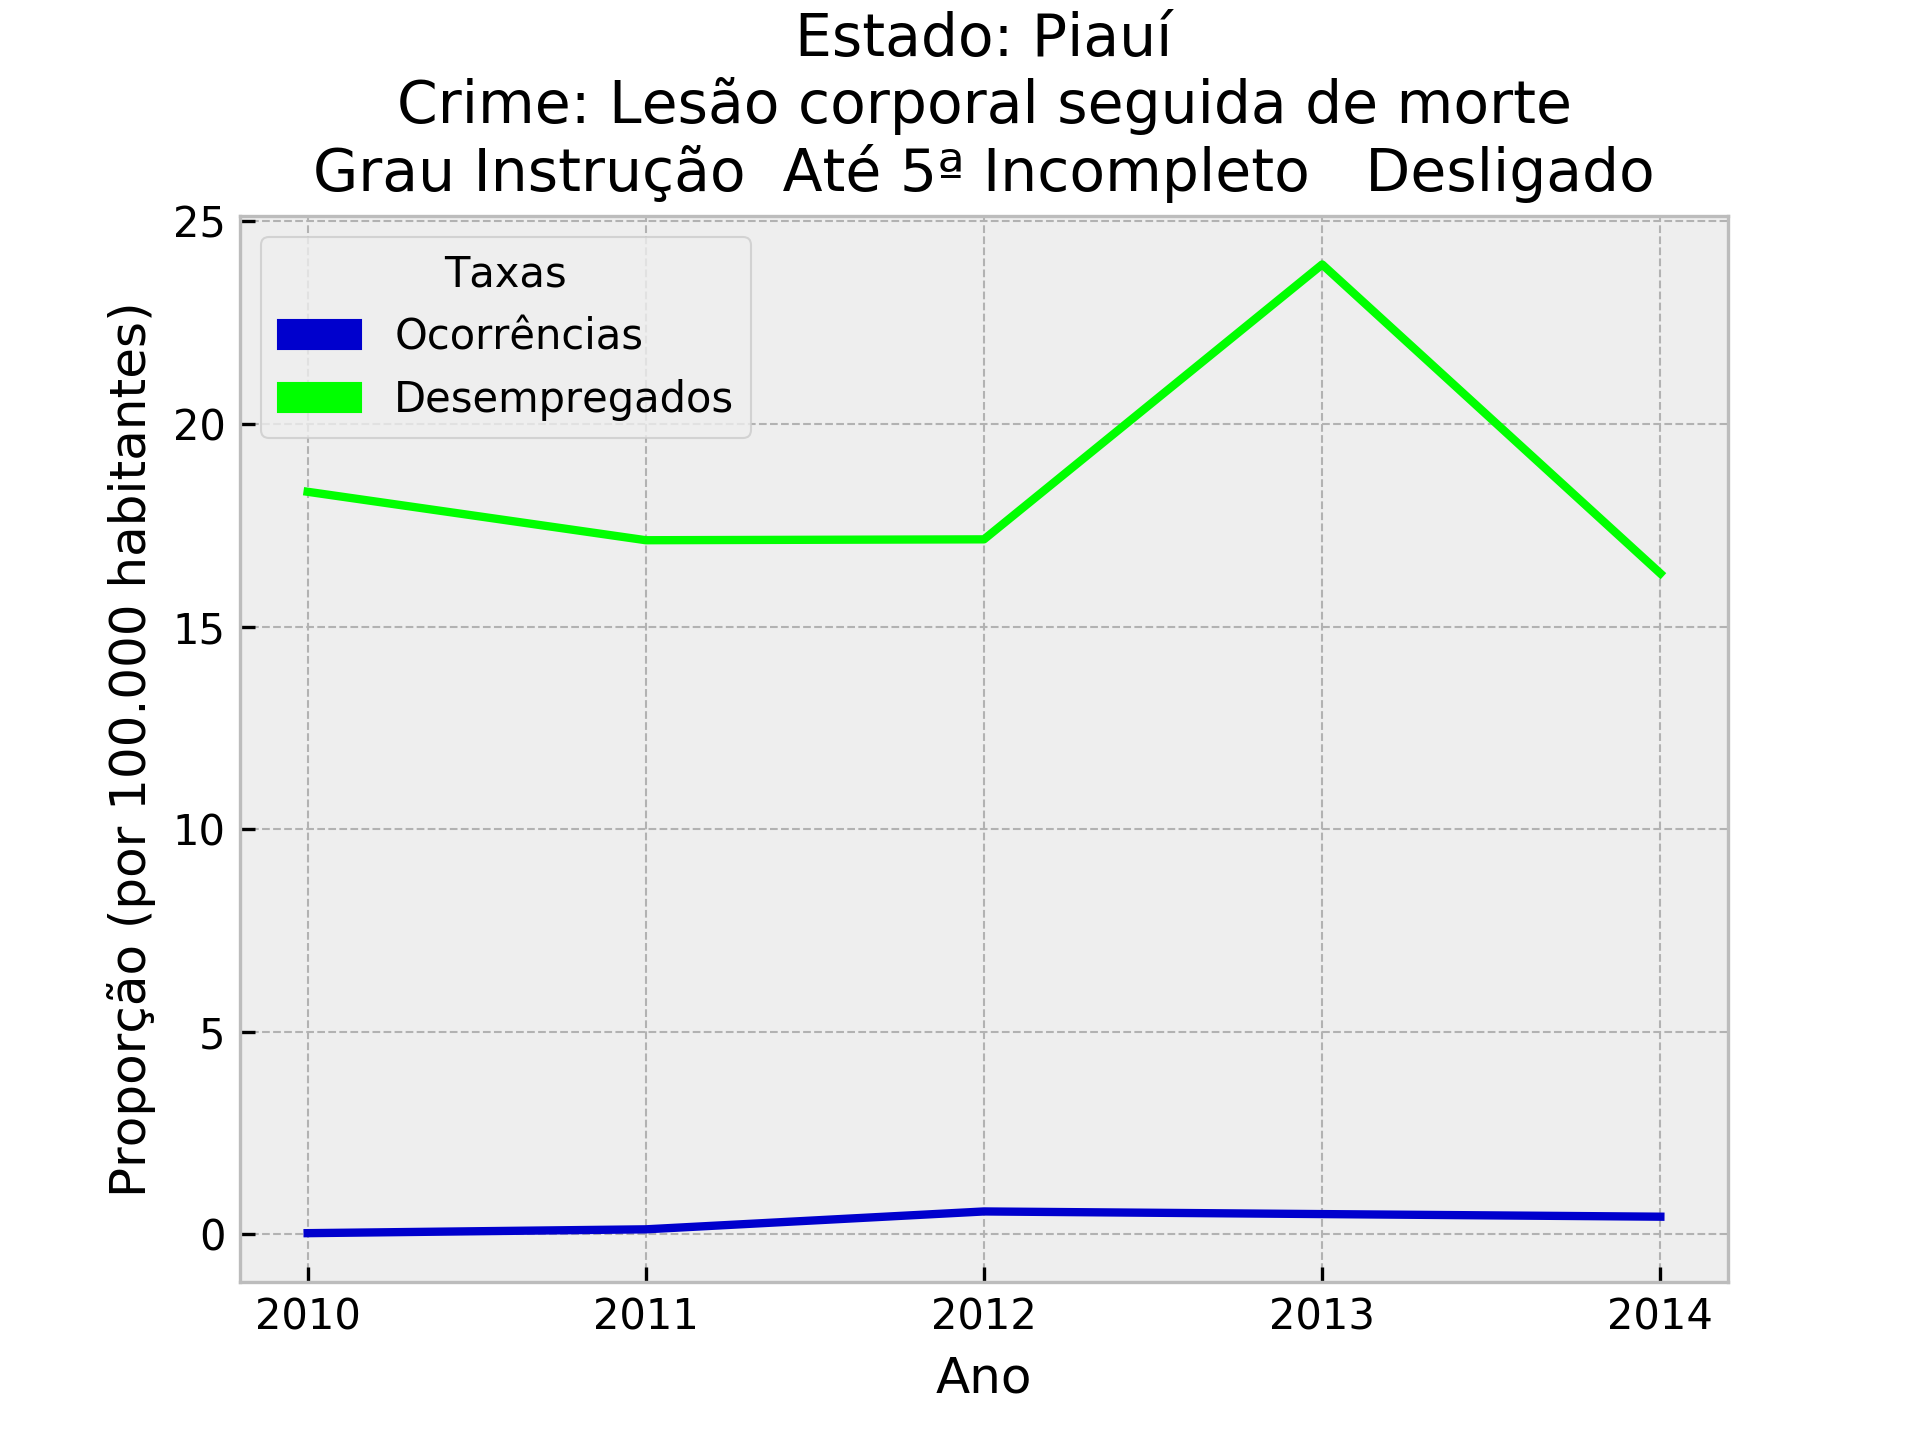 Estado: Piauí
Crime: Lesão corporal seguida de morte
Grau Instrução  Até 5ª Incompleto   Desligado
25
20
15
10
5
0
Proporção (por 100.000 habitantes)
Taxas
Ocorrências
Desempregados
2010 2011 2012 2013 2014
Ano